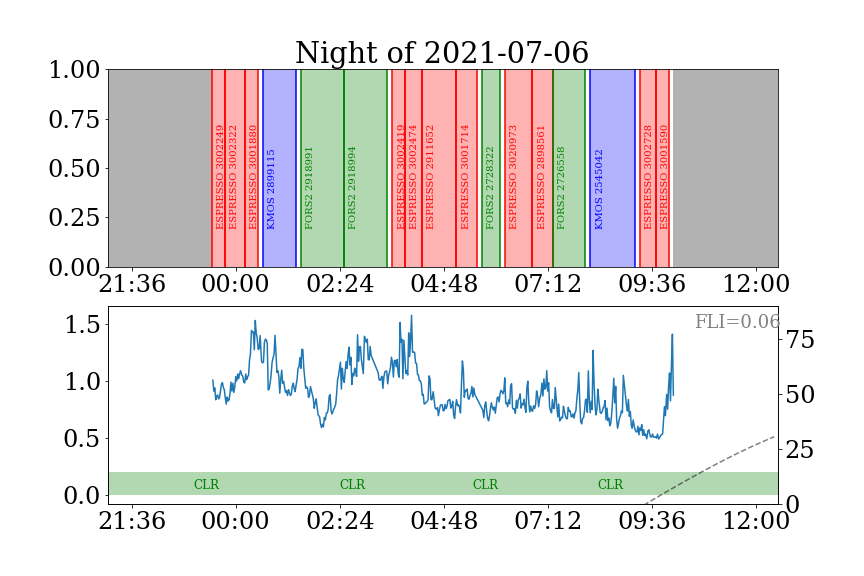 Night of 2021-07-06
1.00
0.75
0.50
0.25
0.00
ESPRESSO 3002249
ESPRESSO 3002322
ESPRESSO 3001880
KMOS 2899115
FORS2 2918991
FORS2 2918994
ESPRESSO 3002419
ESPRESSO 3002474
ESPRESSO 2911652
ESPRESSO 3001714
FORS2 2728322
ESPRESSO 3020973
ESPRESSO 2898561
FORS2 2726558
KMOS 2545042
ESPRESSO 3002728
ESPRESSO 3001590
21:36 00:00 02:24 04:48 07:12 09:36 12:00
FLI=0.06
1.5
1.0
0.5
0.0
75
50
25
0
CLR CLR CLR CLR
21:36 00:00 02:24 04:48 07:12 09:36 12:00